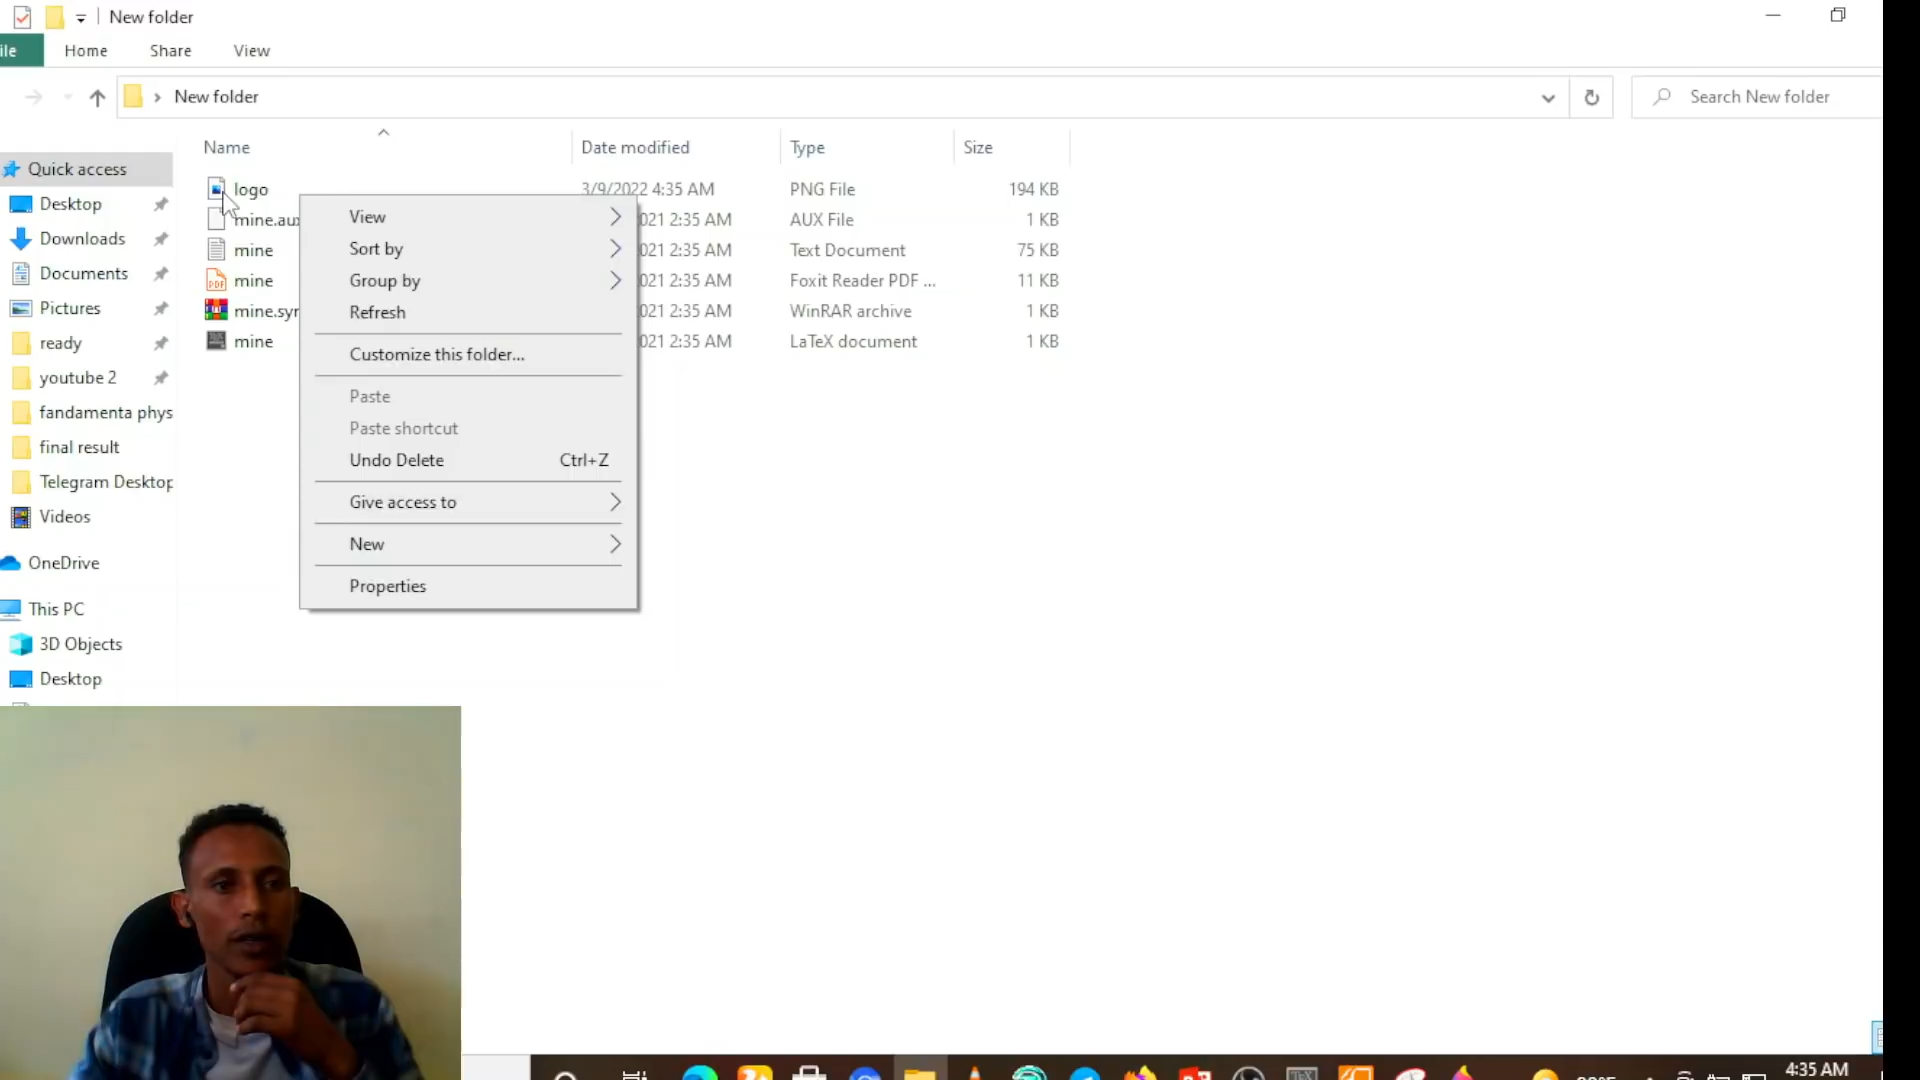 New folder
ile Home Share View
New folder
Search New folder
Name Date modified Type Size
Quick access
Desktop
Downloads
Documents
Pictures
ready
youtube 2
fandamenta phys
final result
Telegram Desktop
Videos
OneDrive
This PC
3D Objects
Desktop
logo 3/9/2022 4:35 AM PNG File 194 KB
mine.aux 021 2:35 AM AUX File 1 KB
mine 021 2:35 AM Text Document 75 KB
mine 021 2:35 AM Foxit Reader PDF ... 11 KB
mine.syn 021 2:35 AM WinRAR archive 1 KB
mine 021 2:35 AM LaTeX document 1 KB
View
Sort by
Group by
Refresh
Customize this folder...
Paste
Paste shortcut
Undo Delete Ctrl+Z
Give access to
New
Properties
4:35 AM